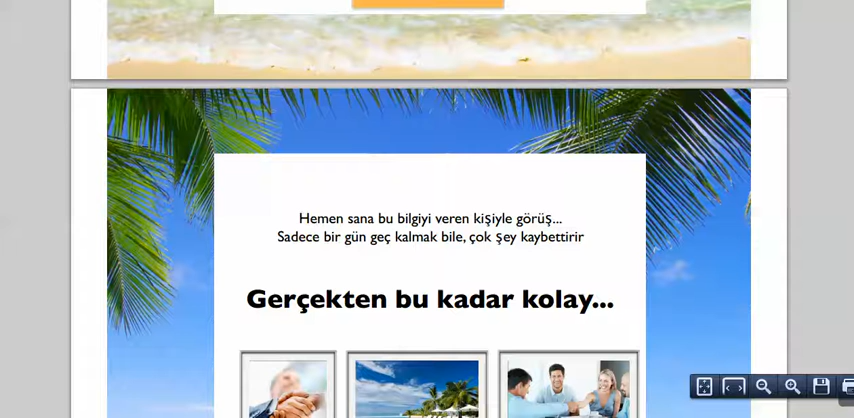 Hemen sana bu bilgiyi veren kişiyle görüş...
Sadece bir gün geç kalmak bile, çok şey kaybettirir
Gerçekten bu kadar kolay...